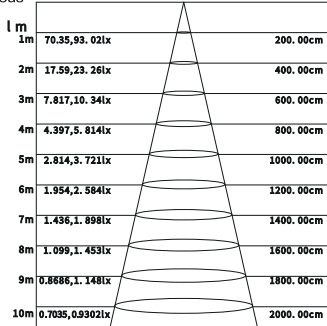 lm
1m 70.35,93.02lx 200.00cm
2m 17.59,23.26lx 400.00cm
3m 7.817,10.34lx 600.00cm
4m 4.397,5.814lx 800.00cm
5m 2.814,3.721lx 1000.00cm
6m 1.954,2.584lx 1200.00cm
7m 1.436,1.898lx 1400.00cm
8m 1.099,1.453lx 1600.00cm
9m 0.8686,1.148lx 1800.00cm
10m 0.7035,0.9302lx 2000.00cm